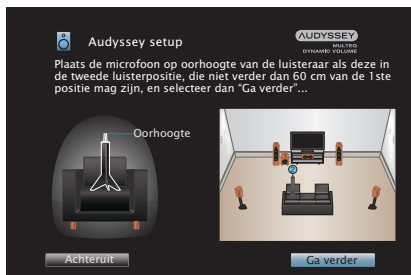 Audyssey setup
AUDYSSEY
MULTEQ
DYNAMIC VOLUME
Plaats de microfoon op oorhoogte van de luisteraar als deze in
de tweede luisterpositie, die niet verder dan 60 cm van de 1ste
positie mag zijn, en selecteer dan “Ga verder”...
Oorhoogte
2
Achteruit
Ga verder